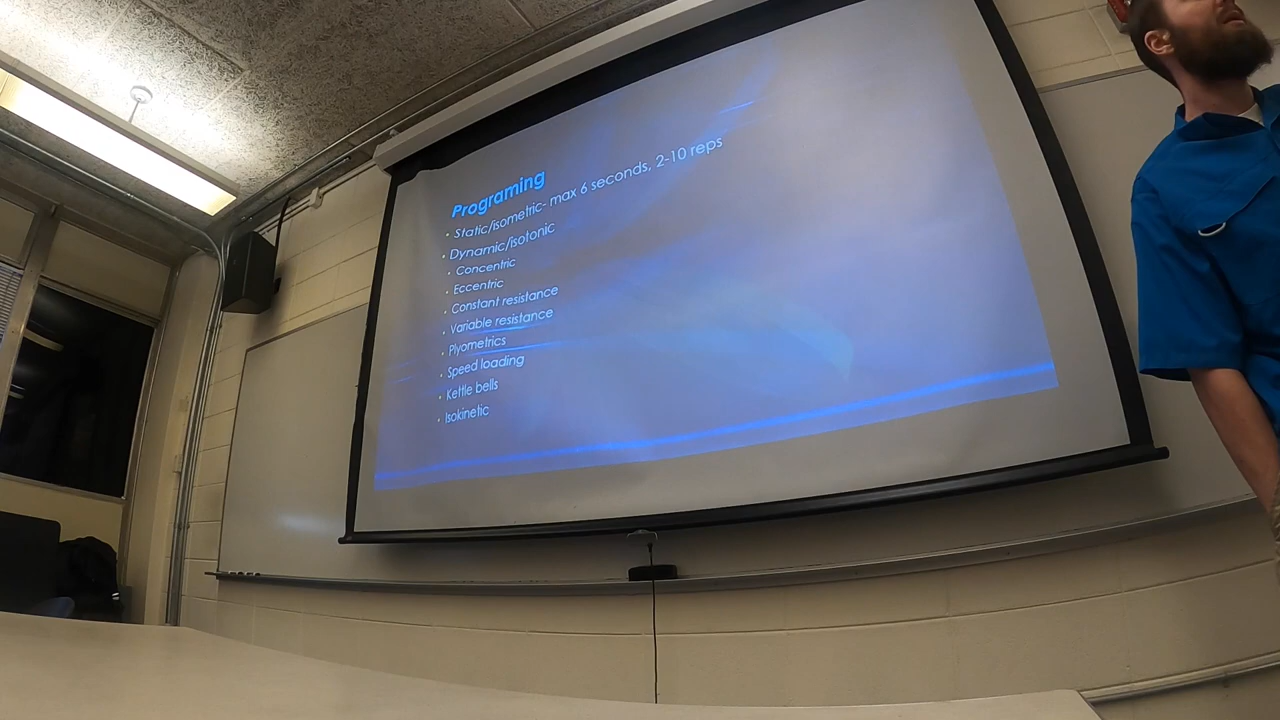 Programing
Static/isometric- max 6 seconds, 2-10 reps
Dynamic/isotonic
Concentric
Eccentric
Constant resistance
Variable resistance
Plyometrics
Speed loading
Kettle bells
Isokinetic